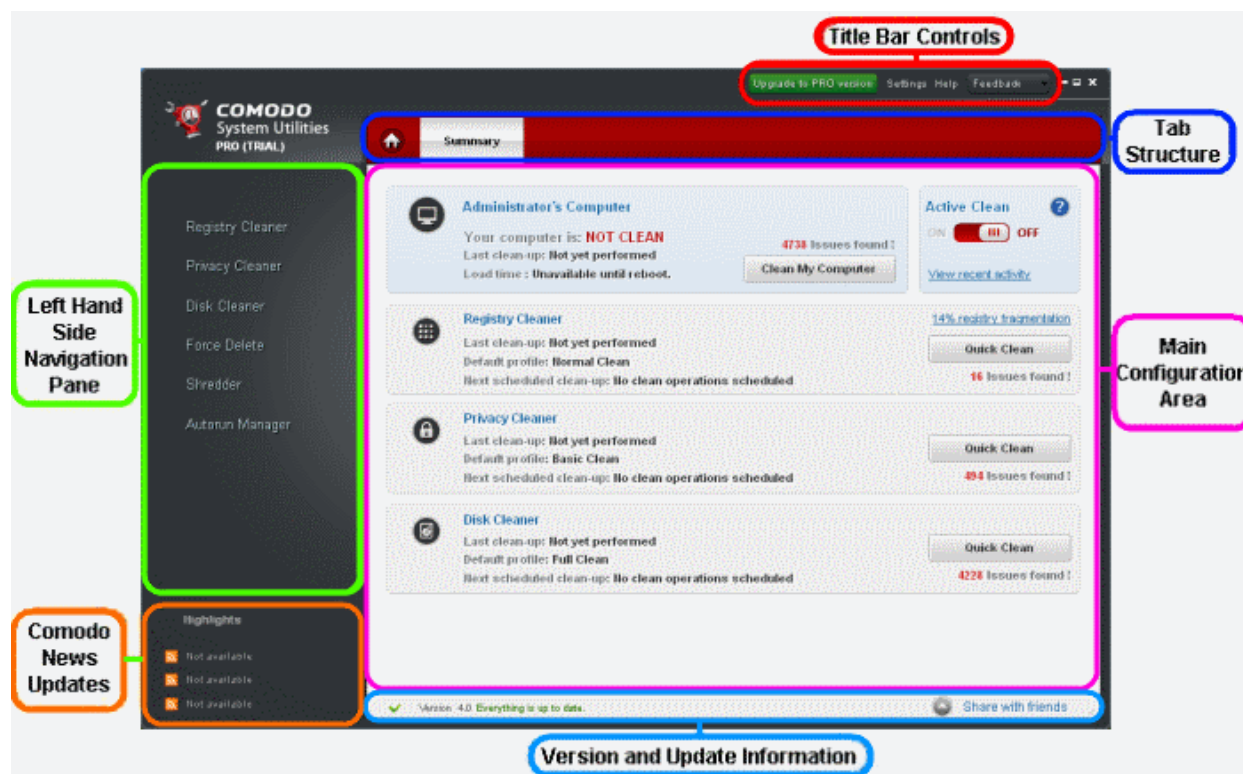 Title Bar Controls
Upgrade to PRO version Settings Help Feedback
COMODO
System Utilities
PRO (TRIAL)
Summary
Tab
Structure
Registry Cleaner
Privacy Cleaner
Disk Cleaner
Force Delete
Shredder
Autorun Manager
Left Hand
Side
Navigation
Pane
Administrator's Computer
Your computer is: NOT CLEAN
Last clean-up: Not yet performed
Load time : Unavailable until reboot.
4738 Issues found !
Clean My Computer
Active Clean ?
ON OFF
View recent activity
Registry Cleaner
Last clean-up: Not yet performed
Default profile: Normal Clean
Next scheduled clean-up: No clean operations scheduled
14% registry fragmentation
Quick Clean
16 Issues found !
Privacy Cleaner
Last clean-up: Not yet performed
Default profile: Basic Clean
Next scheduled clean-up: No clean operations scheduled
Quick Clean
494 Issues found !
Disk Cleaner
Last clean-up: Not yet performed
Default profile: Full Clean
Next scheduled clean-up: No clean operations scheduled
Quick Clean
4228 Issues found !
Main
Configuration
Area
Highlights
Not available
Not available
Not available
Comodo
News
Updates
Version 4.0 Everything is up to date.
Share with friends
Version and Update Information